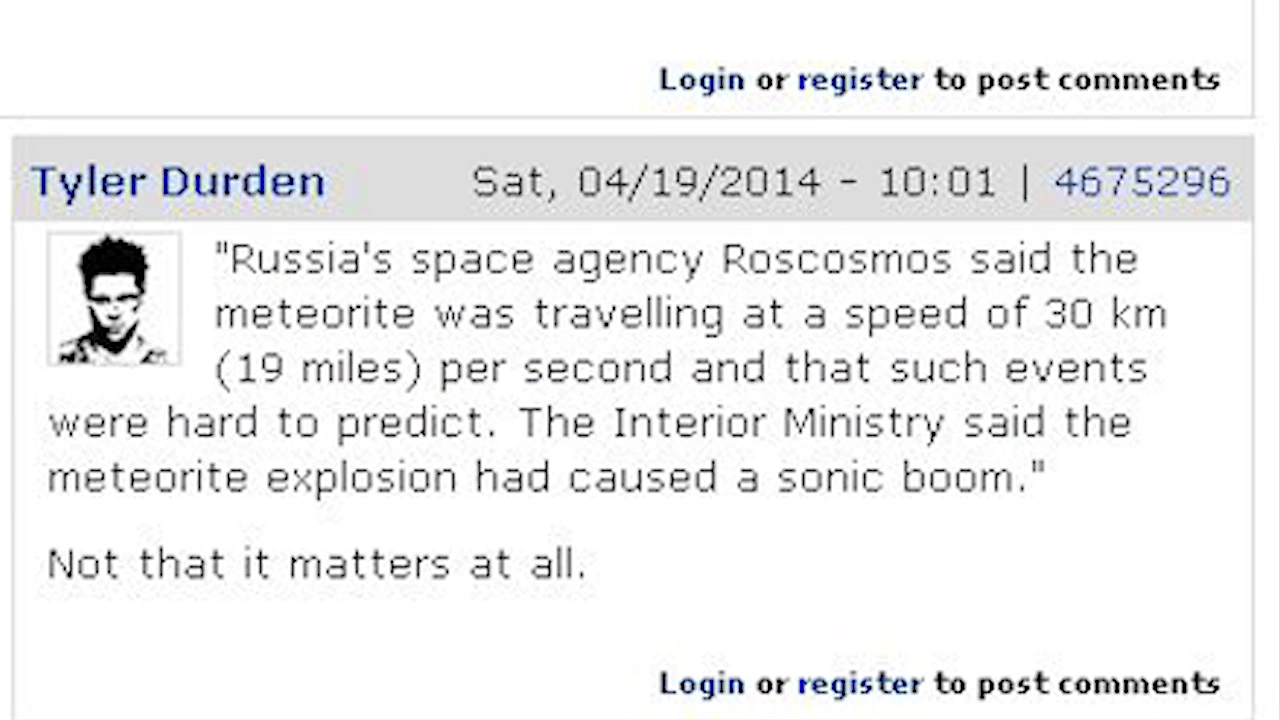 Login or register to post comments
Tyler Durden Sat, 04/19/2014 - 10:01 | 4675296
"Russia's space agency Roscosmos said the
meteorite was travelling at a speed of 30 km
(19 miles) per second and that such events
were hard to predict. The Interior Ministry said the
meteorite explosion had caused a sonic boom."
Not that it matters at all.
Login or register to post comments